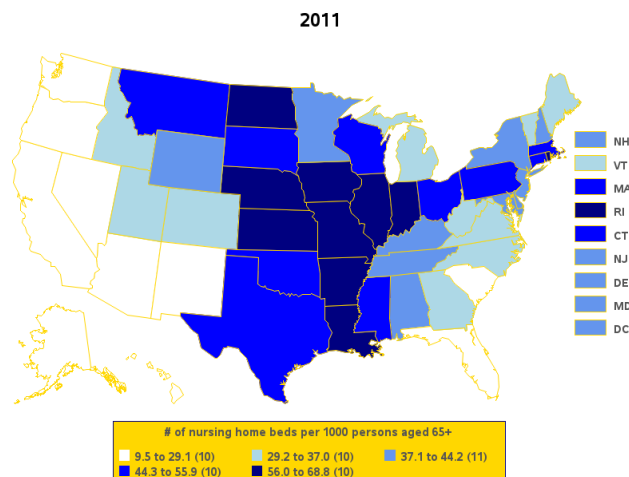 2011
NH
VT
MA
RI
CT
NJ
DE
MD
DC
# of nursing home beds per 1000 persons aged 65+
9.5 to 29.1 (10) 29.2 to 37.0 (10) 37.1 to 44.2 (11)
44.3 to 55.9 (10) 56.0 to 68.8 (10)